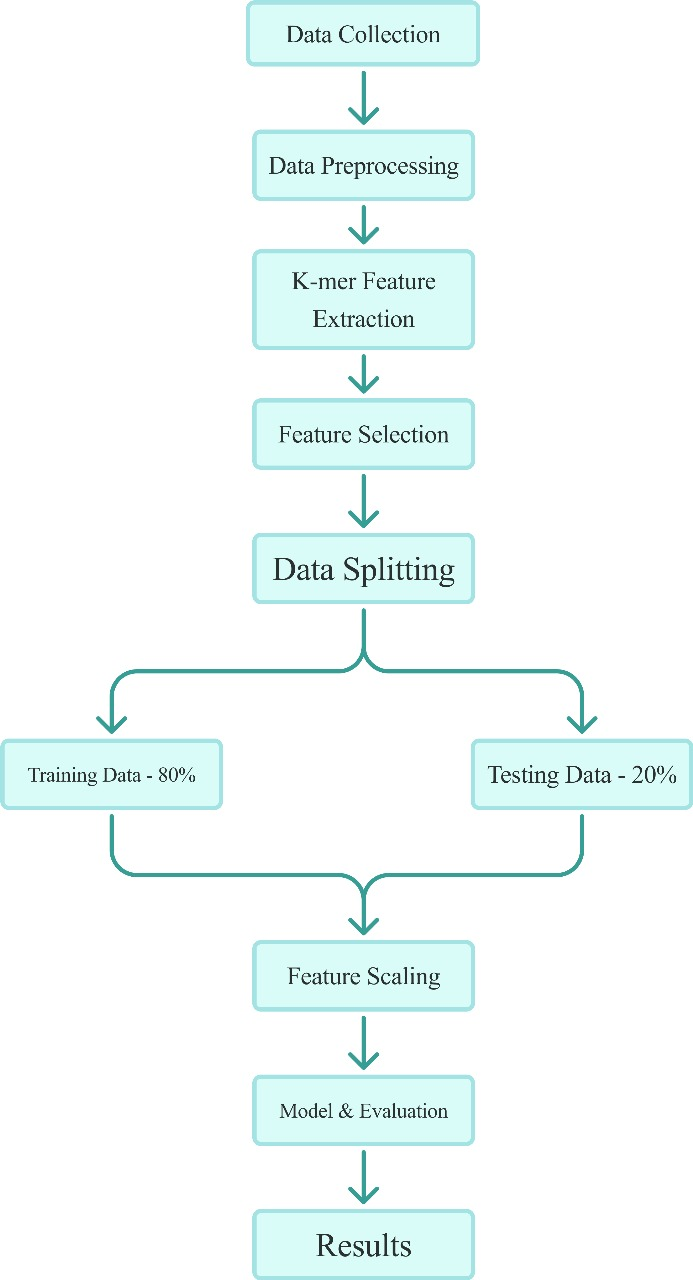 Data Collection
Data Preprocessing
K-mer Feature
Extraction
Feature Selection
Data Splitting
Training Data - 80%
Testing Data - 20%
Feature Scaling
Model & Evaluation
Results